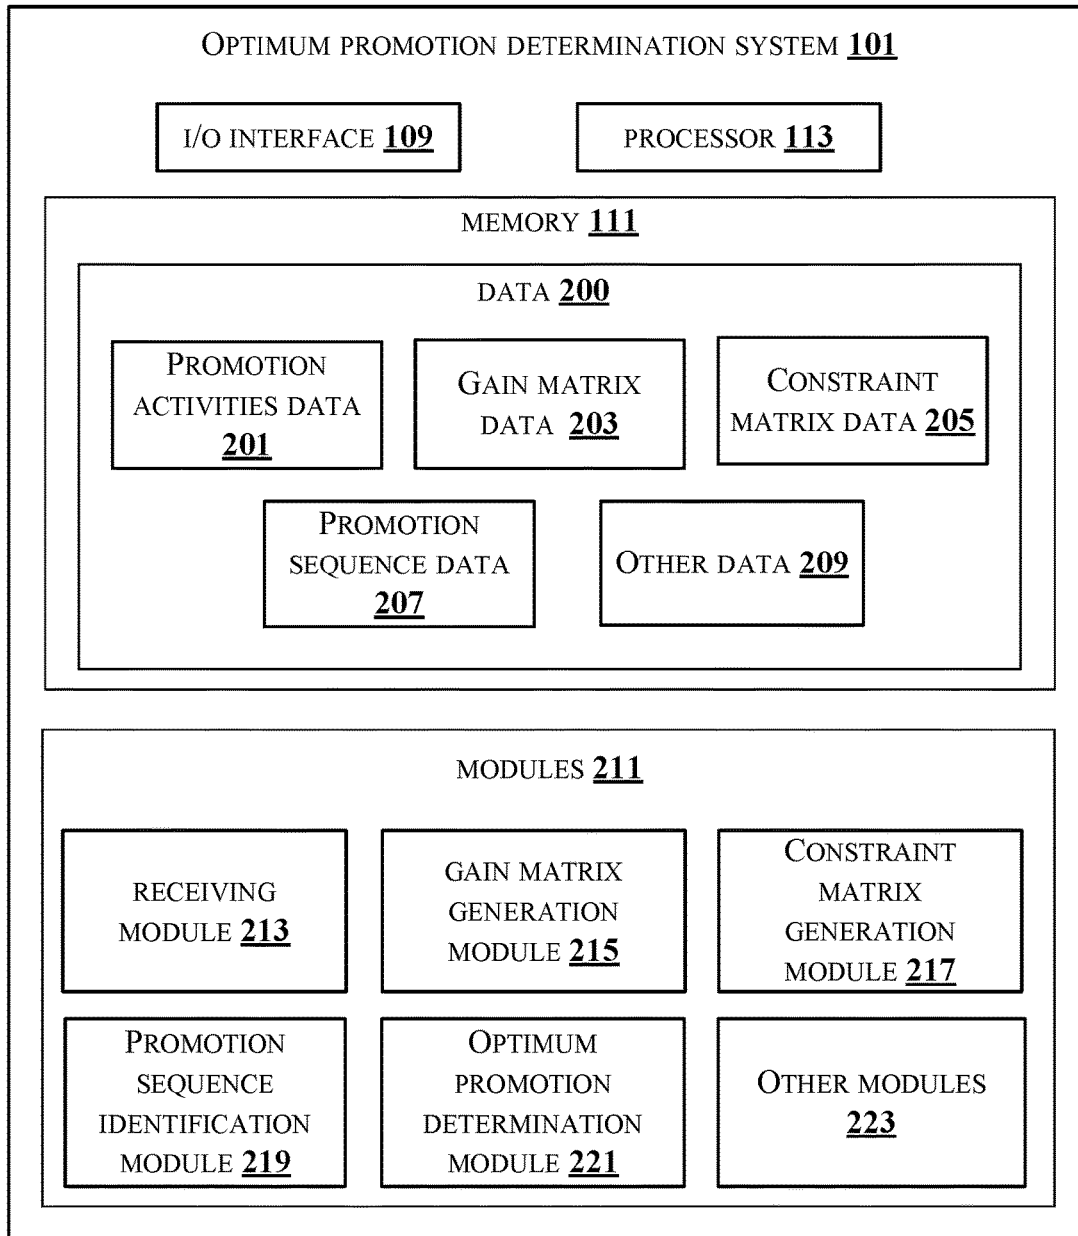 OPTIMUM PROMOTION DETERMINATION SYSTEM 101
I/O INTERFACE 109
PROCESSOR 113
MEMORY 111
DATA 200
PROMOTION
ACTIVITIES DATA
201
GAIN MATRIX
DATA 203
CONSTRAINT
MATRIX DATA 205
PROMOTION
SEQUENCE DATA
207
OTHER DATA 209
MODULES 211
RECEIVING
MODULE 213
GAIN MATRIX
GENERATION
MODULE 215
CONSTRAINT
MATRIX
GENERATION
MODULE 217
PROMOTION
SEQUENCE
IDENTIFICATION
MODULE 219
OPTIMUM
PROMOTION
DETERMINATION
MODULE 221
OTHER MODULES
223